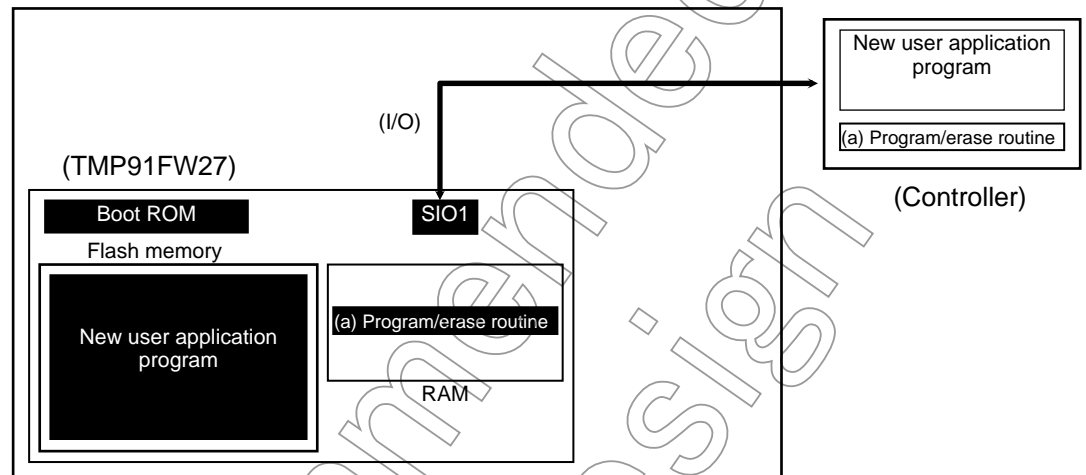 New user application
program
(I/O)
(a) Program/erase routine
(TMP91FW27)
(Controller)
Boot ROM
SIO1
Flash memory
(a) Program/erase routine
New user application
program
RAM